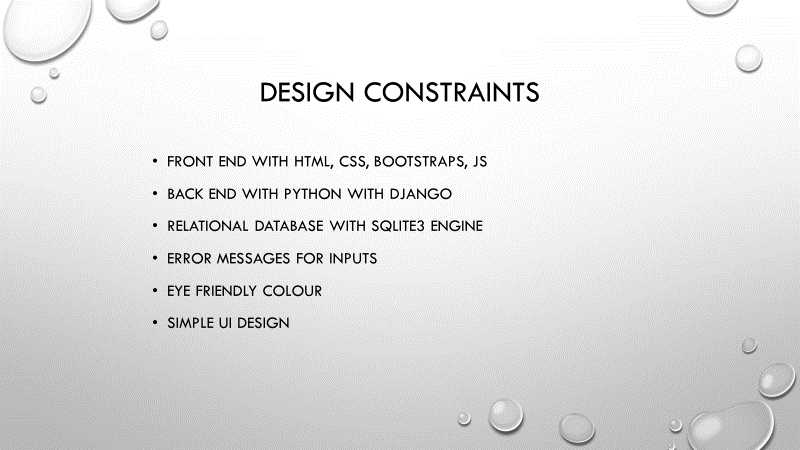 DESIGN CONSTRAINTS
• FRONT END WITH HTML, CSS, BOOTSTRAPS, JS
• BACK END WITH PYTHON WITH DJANGO
• RELATIONAL DATABASE WITH SQLITE3 ENGINE
• ERROR MESSAGES FOR INPUTS
• EYE FRIENDLY COLOUR
• SIMPLE UI DESIGN